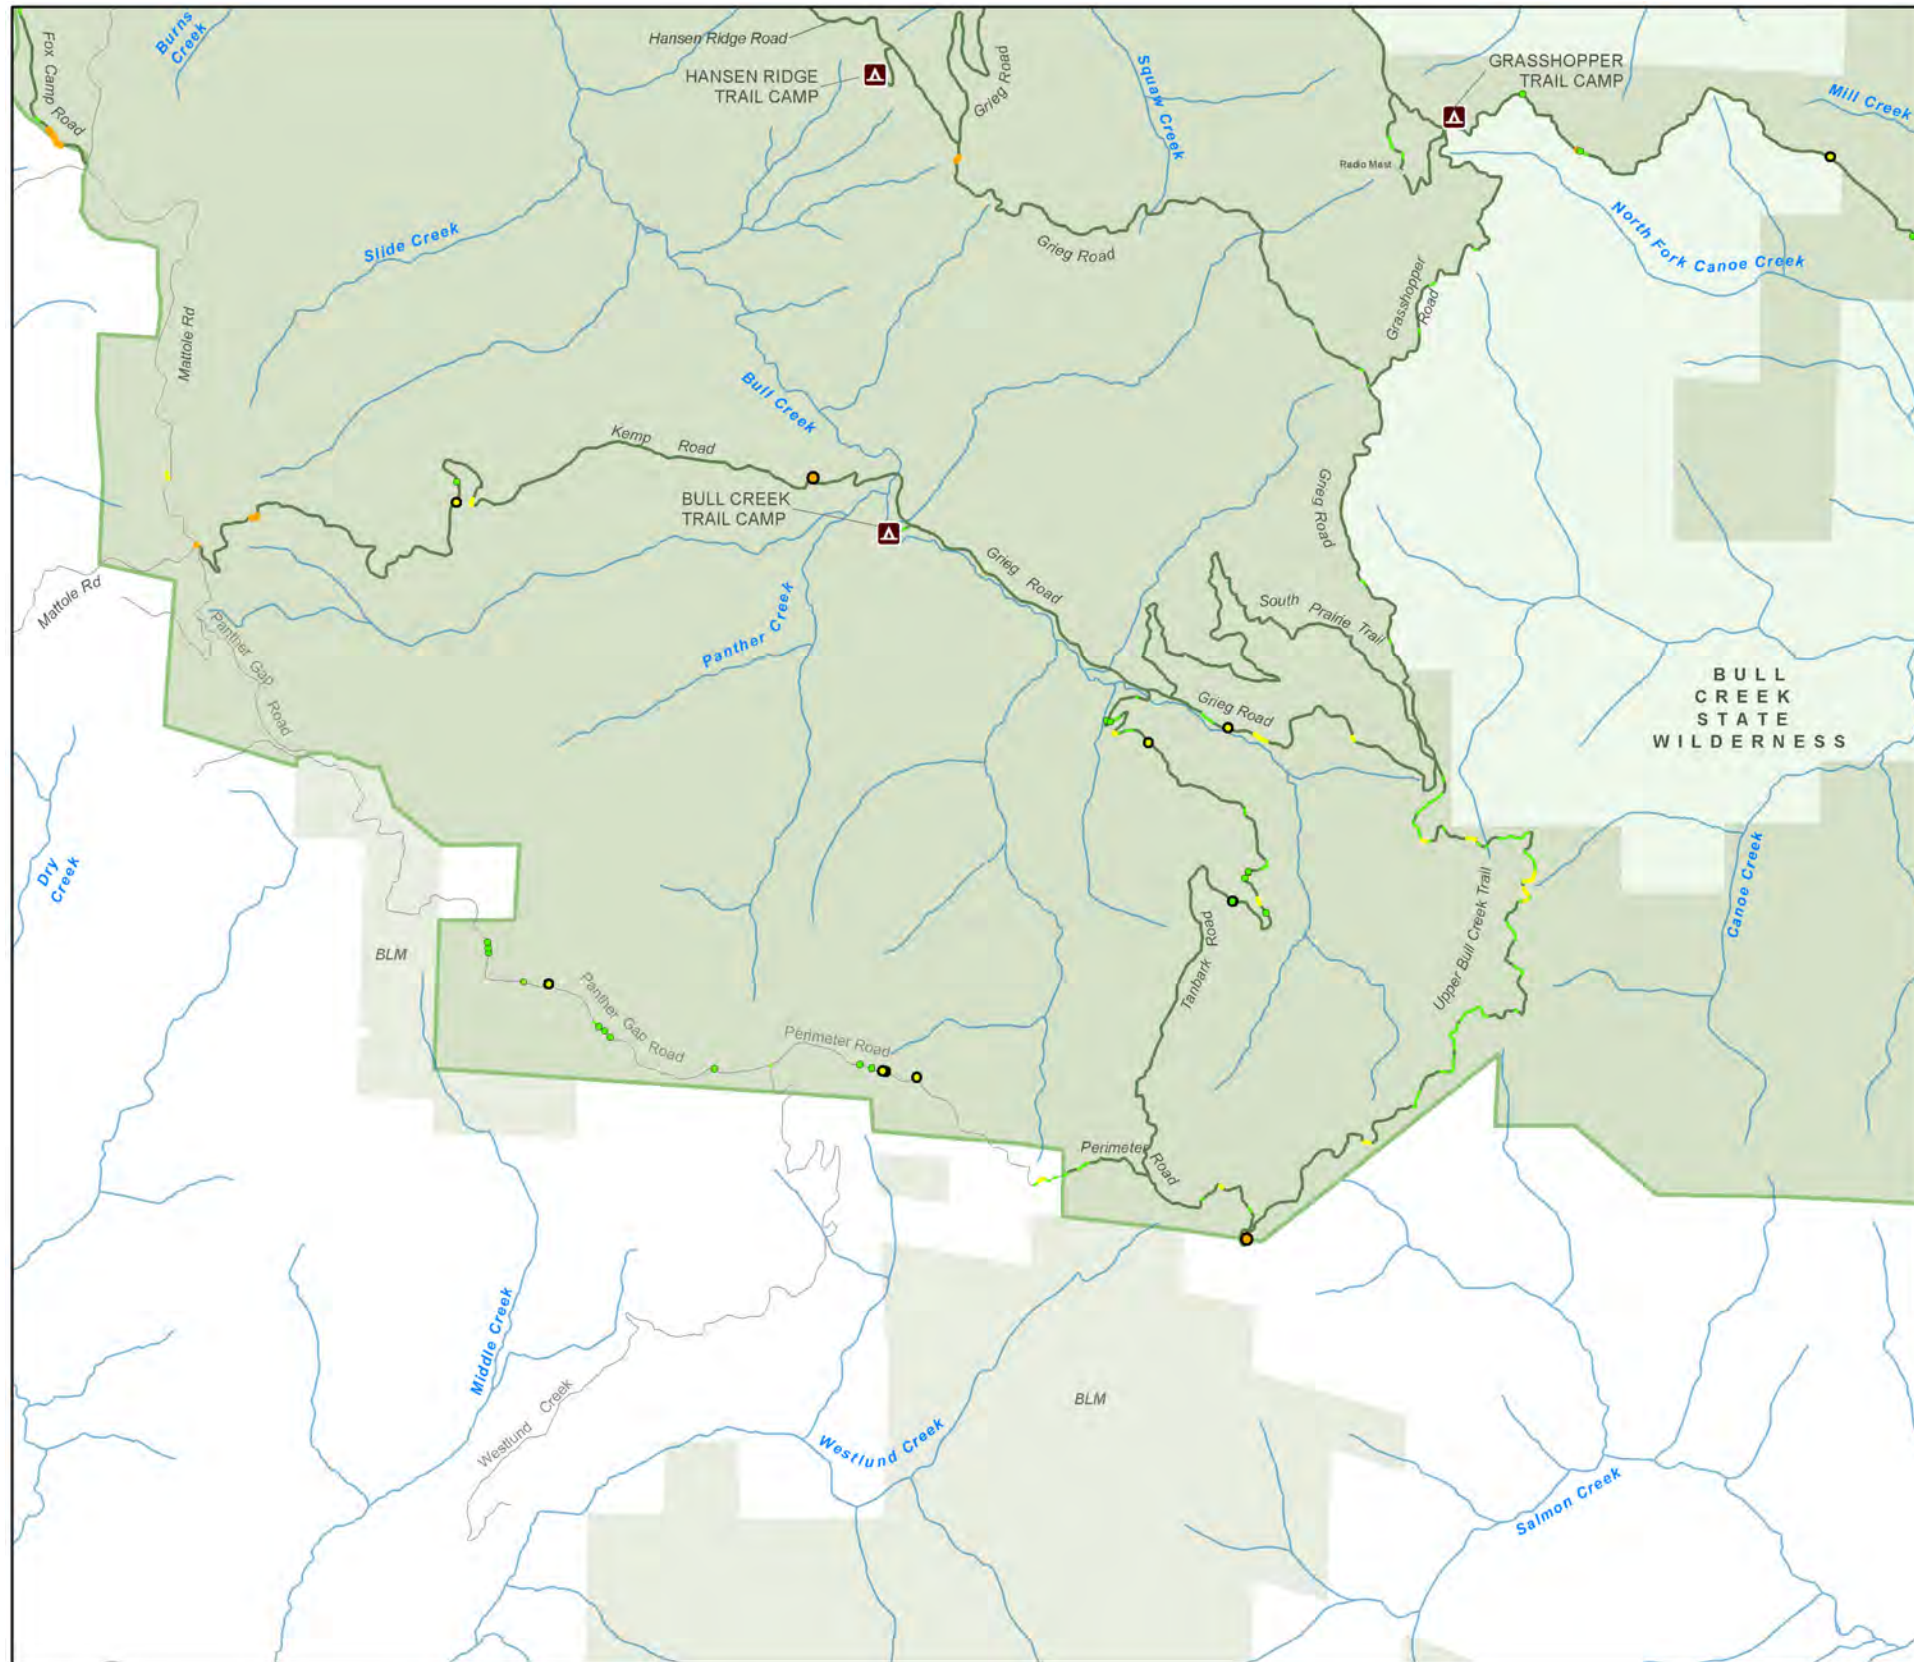 Burns
Creek
Fox Camp Road
Hansen Ridge Road
HANSEN RIDGE
TRAIL CAMP
Grieg Road
Squaw Creek
GRASSHOPPER
TRAIL CAMP
Mill Creek
Radio Mast
Slide Creek
Grieg Road
North Fork Canoe Creek
Mattole Rd
Grasshopper
Road
Bull Creek
Kemp Road
BULL CREEK
TRAIL CAMP
Grieg Road
Grieg Road
Mattole Rd
Panther Gap
Road
Panther Creek
South Prairie Trail
Grieg Road
BULL
CREEK
STATE
WILDERNESS
Dry
Creek
Canoe Creek
Upper Bull Creek Trail
Tanbark Road
BLM
Panther Gap Road
Perimeter Road
Perimeter Road
Middle Creek
Westlund Creek
BLM
Westlund Creek
Salmon Creek